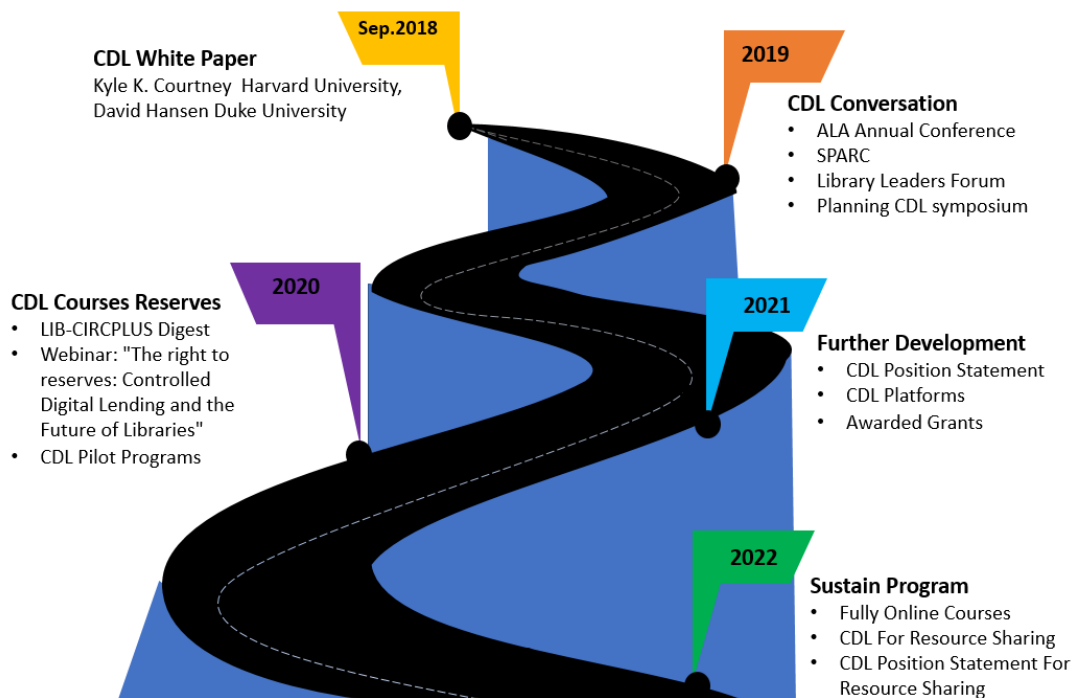 Sep.2018
CDL White Paper
Kyle K. Courtney  Harvard University,
David Hansen Duke University
2019
CDL Conversation
• ALA Annual Conference
• SPARC
• Library Leaders Forum
• Planning CDL symposium
2020
CDL Courses Reserves
• LIB-CIRCPLUS Digest
• Webinar: "The right to
reserves: Controlled
Digital Lending and the
Future of Libraries"
• CDL Pilot Programs
2021
Further Development
• CDL Position Statement
• CDL Platforms
• Awarded Grants
2022
Sustain Program
• Fully Online Courses
• CDL For Resource Sharing
• CDL Position Statement For
Resource Sharing